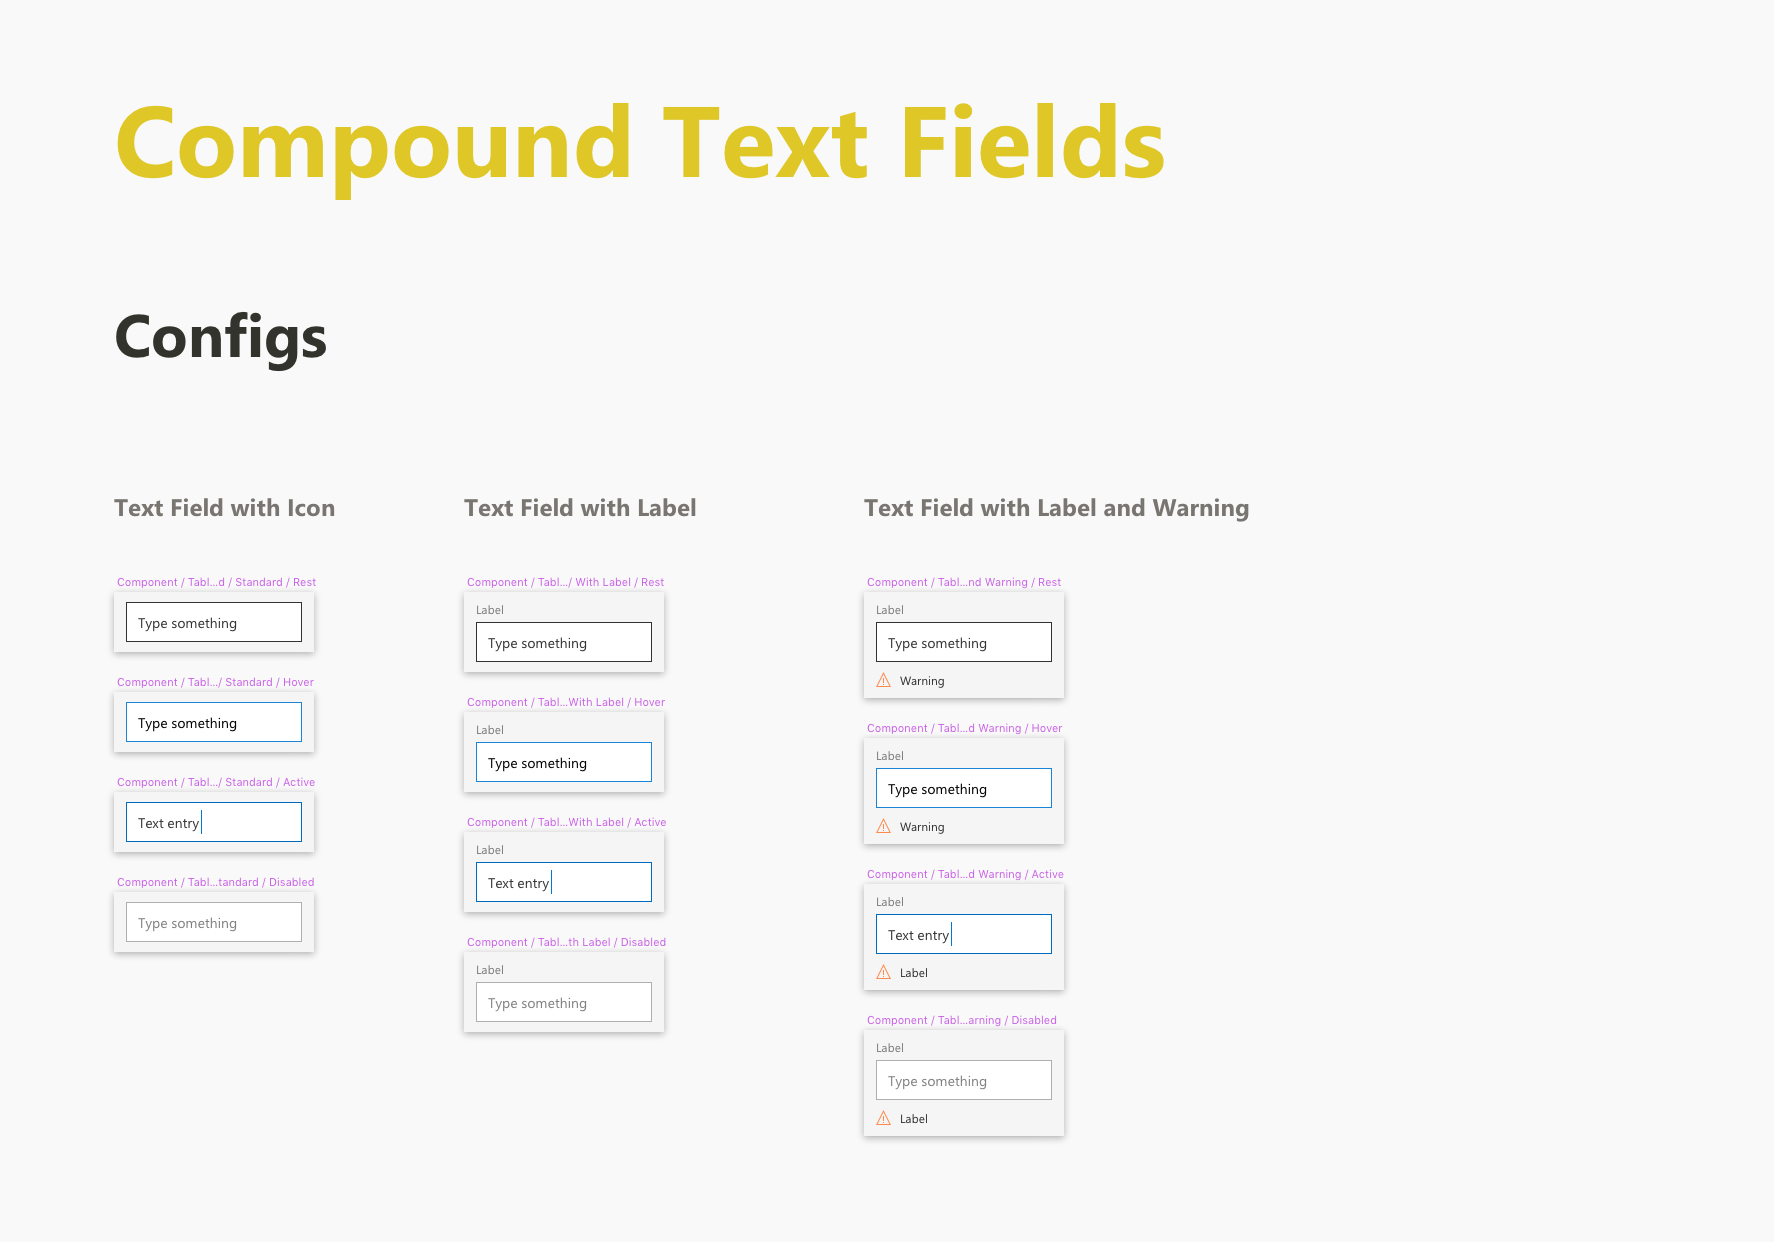 Compound Text Fields
Configs
Text Field with Icon
Component / Tabl...d / Standard / Rest
Type something
Component / Tabl.../ Standard / Hover
Type something
Component / Tabl.../ Standard / Active
Text entry
Component / Tabl...tandard / Disabled
Type something
Text Field with Label
Component / Tabl.../ With Label / Rest
Label
Type something
Component / Tabl...With Label / Hover
Label
Type something
Component / Tabl...With Label / Active
Label
Text entry
Component / Tabl...th Label / Disabled
Label
Type something
Text Field with Label and Warning
Component / Tabl...nd Warning / Rest
Label
Type something
Warning
Component / Tabl...d Warning / Hover
Label
Type something
Warning
Component / Tabl...d Warning / Active
Label
Text entry
Label
Component / Tabl...arning / Disabled
Label
Type something
Label